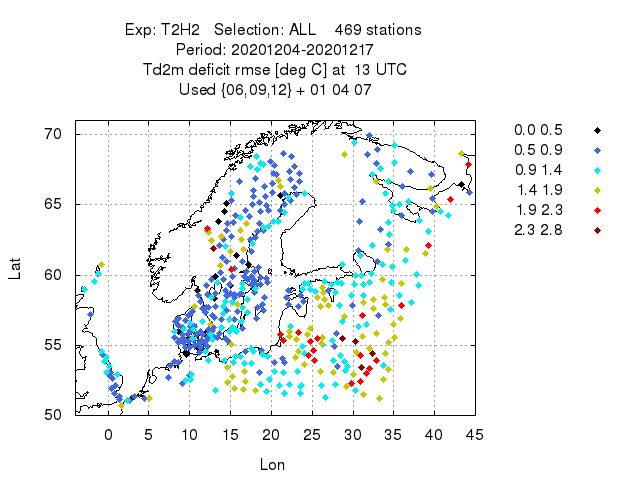 Exp: T2H2   Selection: ALL    469 stations
Period: 20201204-20201217
Td2m deficit rmse [deg C] at  13 UTC
Used {06,09,12} + 01 04 07
0.0 0.5
0.5 0.9
0.9 1.4
1.4 1.9
1.9 2.3
2.3 2.8
70
65
60
55
50
Lat
0 5 10 15 20 25 30 35 40 45
Lon